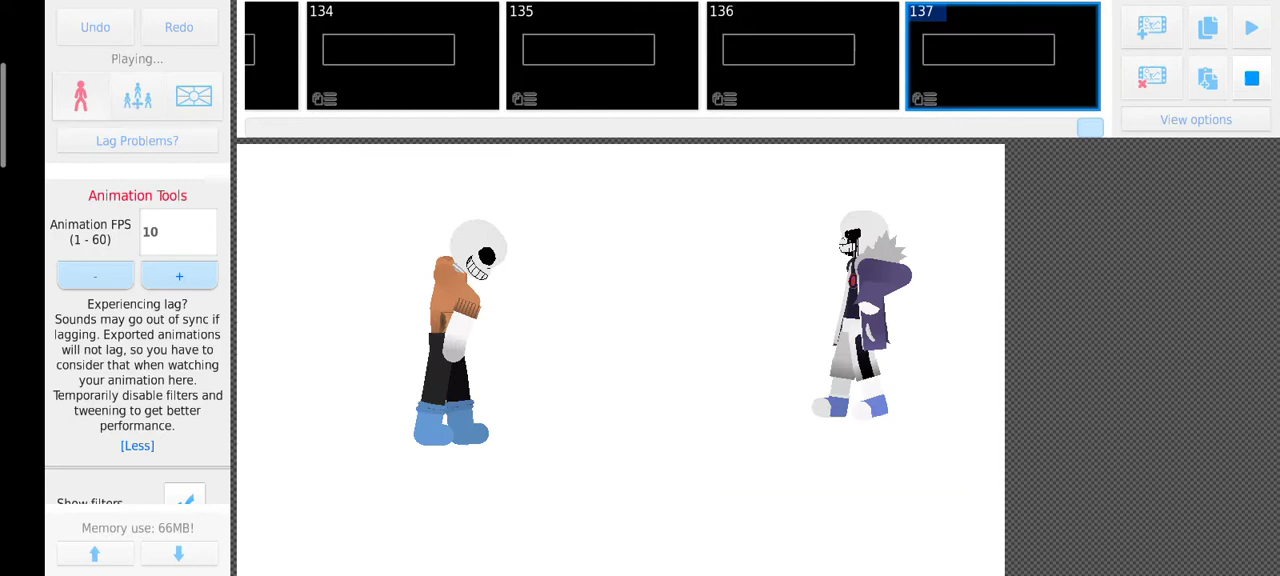 Undo
Redo
Playing...
Lag Problems?
Animation Tools
Animation FPS
(1 - 60)
10
-
+
Experiencing lag?
Sounds may go out of sync if
lagging. Exported animations
will not lag, so you have to
consider that when watching
your animation here.
Temporarily disable filters and
tweening to get better
performance.
[Less]
Show filters
Memory use: 66MB!
134
135
136
137
View options